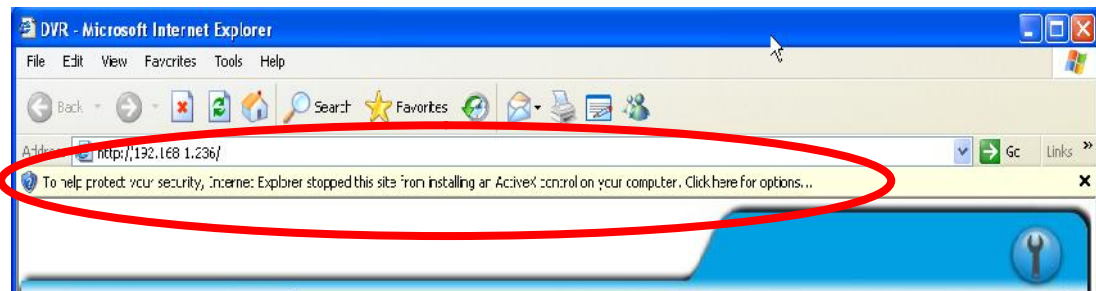 DVR - Microsoft Internet Explorer
File Edit View Favorites Tools Help
Back Search Favorites
Address http://192.168.1.236/ Go Links »
To help protect your security, Internet Explorer stopped this site from installing an ActiveX control on your computer. Click here for options...